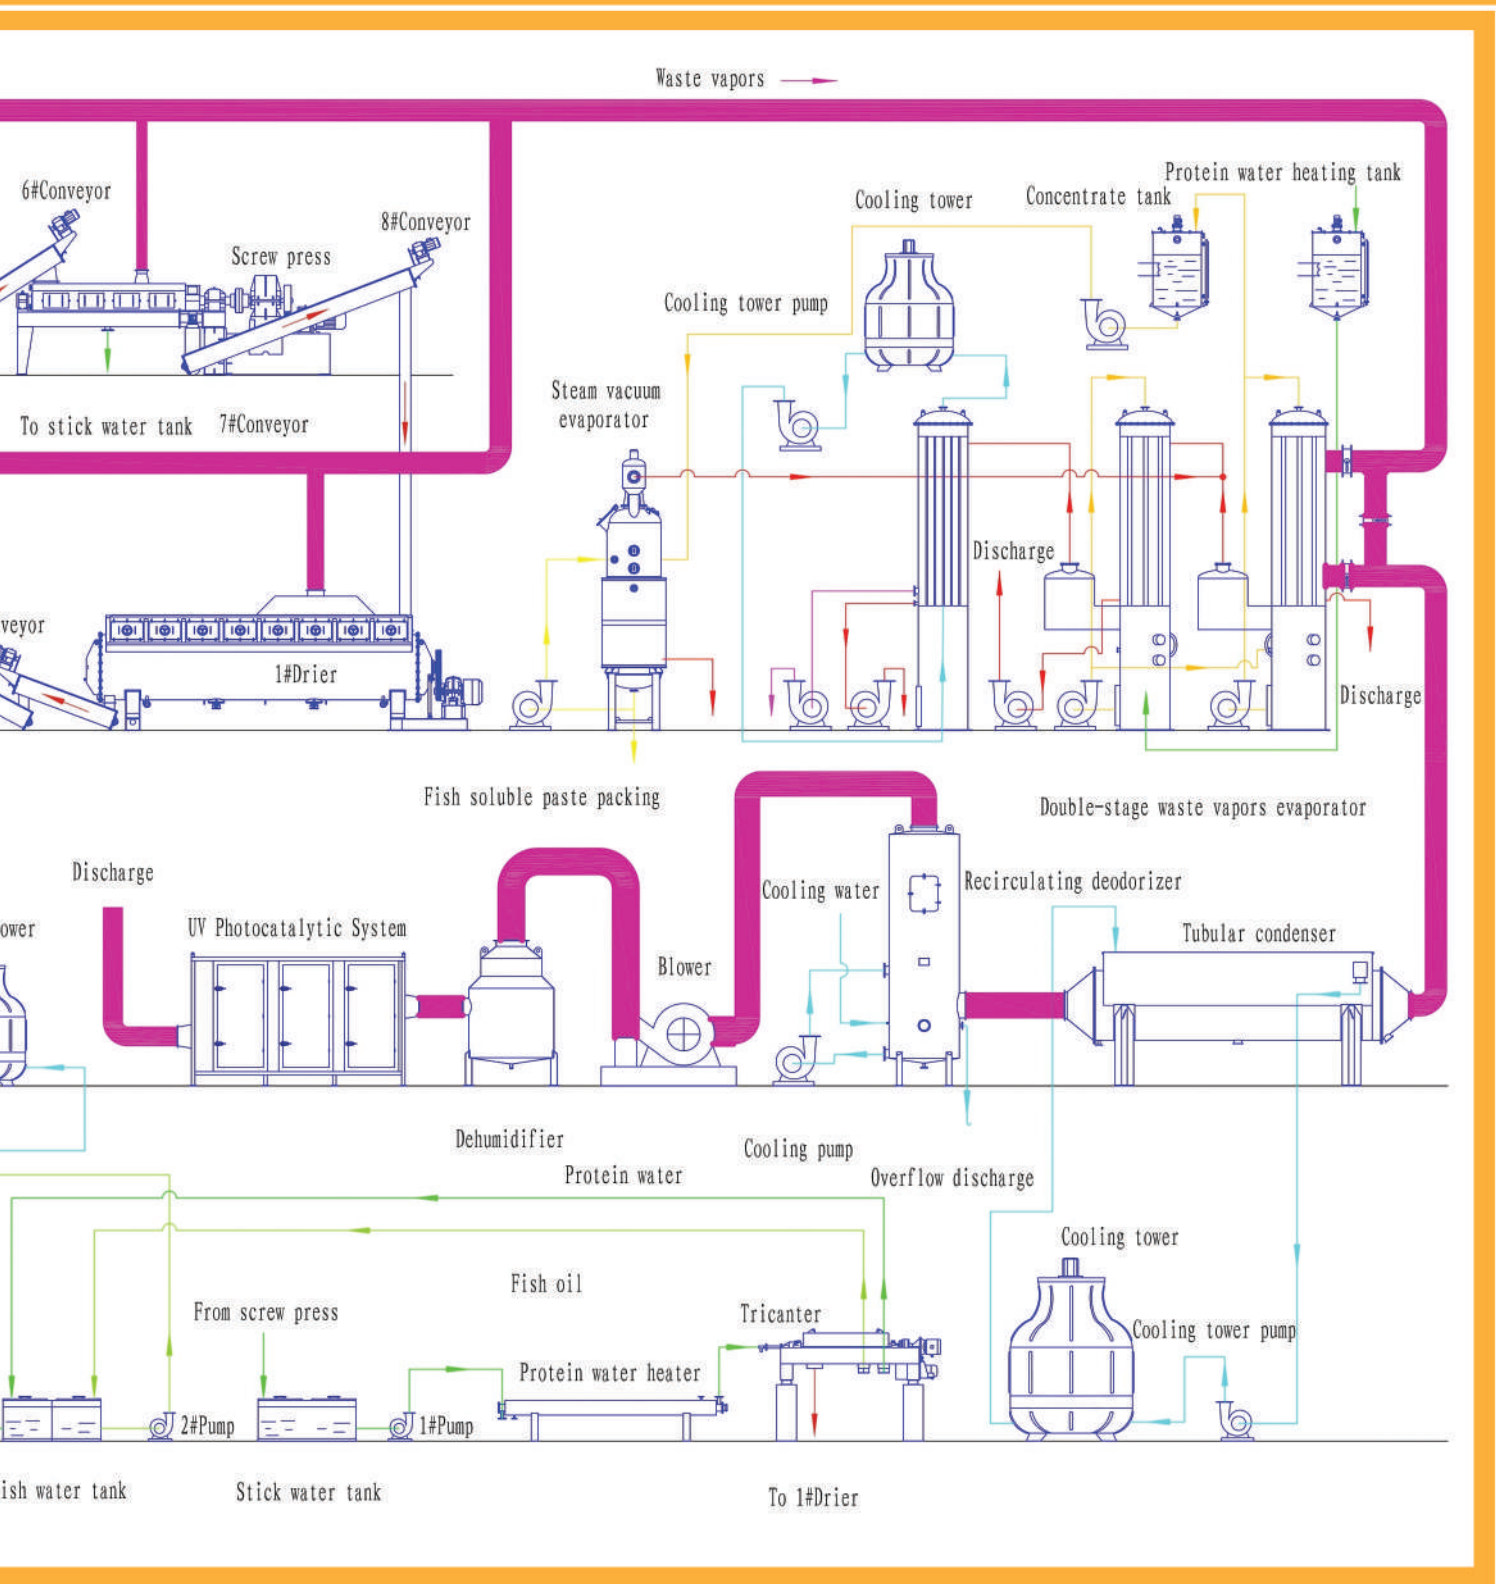 Waste vapors
6#Conveyor
8#Conveyor
Screw press
Cooling tower
Concentrate tank
Protein water heating tank
Cooling tower pump
Steam vacuum
evaporator
To stick water tank
7#Conveyor
Discharge
veyor
1#Drier
Discharge
Fish soluble paste packing
Double-stage waste vapors evaporator
Discharge
Cooling water
Recirculating deodorizer
ower
UV Photocatalytic System
Blower
Tubular condenser
Dehumidifier
Cooling pump
Protein water
Overflow discharge
Cooling tower
Fish oil
From screw press
Tricanter
Cooling tower pump
Protein water heater
2#Pump
1#Pump
ish water tank
Stick water tank
To 1#Drier